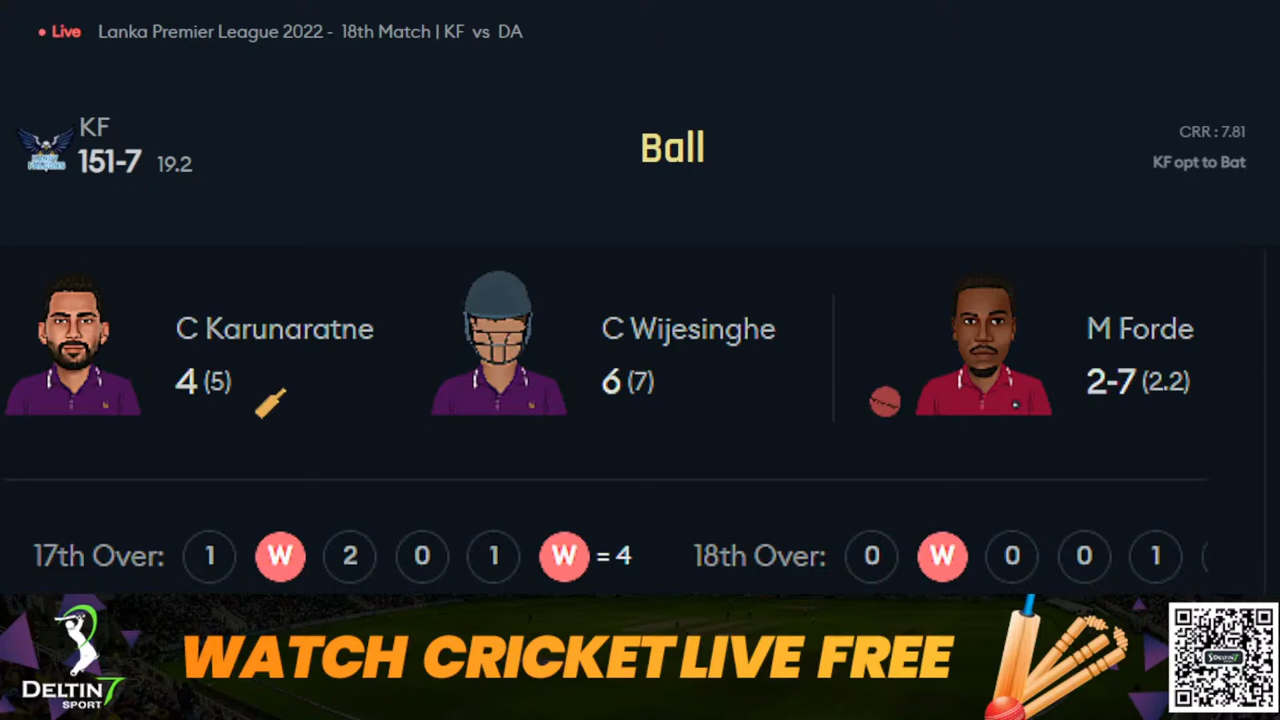 Live Lanka Premier League 2022 - 18th Match | KF vs DA
KF
151-7 19.2
Ball
CRR : 7.81
KF opt to Bat
C Karunaratne
4 (5)
C Wijesinghe
6 (7)
M Forde
2-7 (2.2)
17th Over: 1 W 2 0 1 W = 4 18th Over: 0 W 0 0 1
WATCH CRICKET LIVE FREE
DELTIN7
SPORT